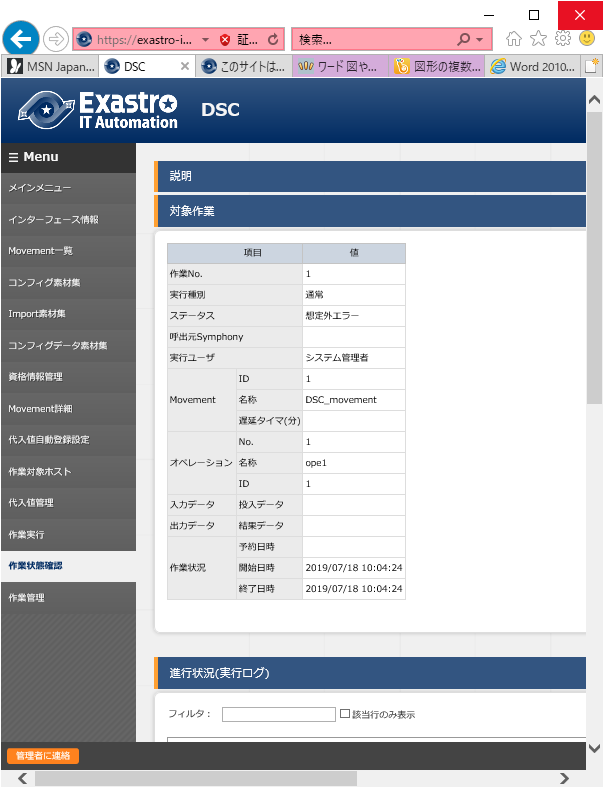 https://exastro-i...
証...
検索...
MSN Japan...
DSC
このサイトは...
ワード 図や...
図形の複数...
Word 2010...
Exastro
IT Automation
DSC
Menu
説明
メインメニュー
対象作業
インターフェース情報
Movement一覧
コンフィグ素材集
Import素材集
コンフィグデータ素材集
資格情報管理
Movement詳細
代入値自動登録設定
作業対象ホスト
代入値管理
作業実行
作業状態確認
作業管理
項目 値
作業No. 1
実行種別 通常
ステータス 想定外エラー
呼出元Symphony
実行ユーザ システム管理者
Movement ID 1
名称 DSC_movement
遅延タイマ(分)
オペレーション No. 1
名称 ope1
ID 1
入力データ 投入データ
出力データ 結果データ
作業状況 予約日時
開始日時 2019/07/18 10:04:24
終了日時 2019/07/18 10:04:24
進行状況(実行ログ)
フィルタ： 該当行のみ表示
管理者に連絡